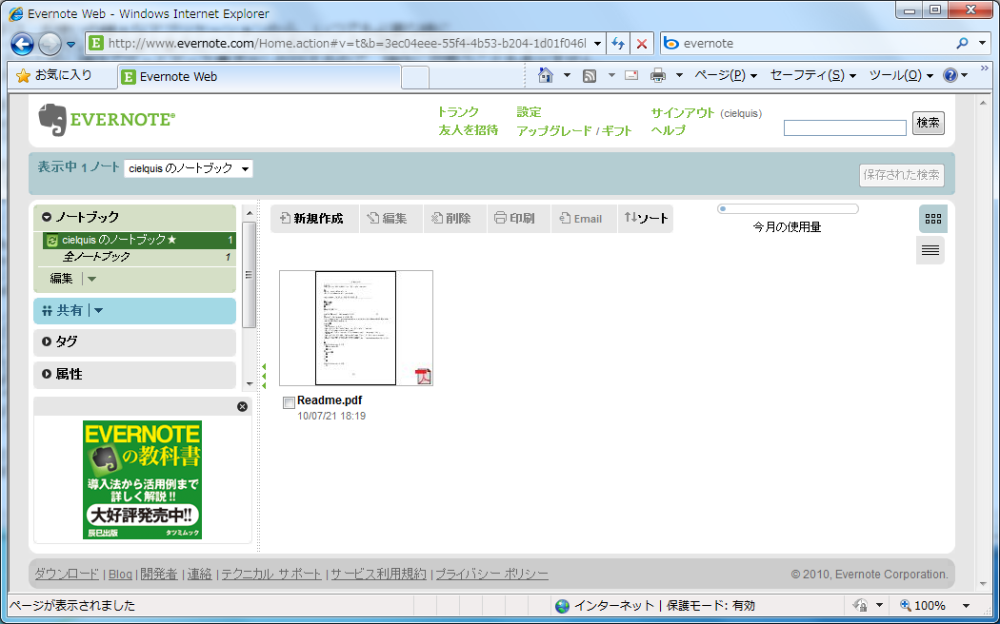 Evernote Web - Windows Internet Explorer
http://www.evernote.com/Home.action#v=t&b=3ec04eee-55f4-4b53-b204-1d01f046l
evernote
お気に入り
Evernote Web
ページ(P)
セーフティ(S)
ツール(O)
EVERNOTE
トランク 設定 サインアウト (cielquis)
友人を招待 アップグレード / ギフト ヘルプ
検索
表示中 1 ノート cielquis のノートブック
保存された検索
ノートブック
cielquis のノートブック★ 1
全ノートブック 1
編集
共有
タグ
属性
新規作成 編集 削除 印刷 Email ソート
今月の使用量
Readme.pdf
10/07/21 18:19
EVERNOTE
の教科書
導入法から活用例まで
詳しく解説!!
大好評発売中!!
辰巳出版 タツミムック
ダウンロード | Blog | 開発者 | 連絡 | テクニカル サポート | サービス利用規約 | プライバシー ポリシー
© 2010, Evernote Corporation.
ページが表示されました
インターネット | 保護モード: 有効
100%